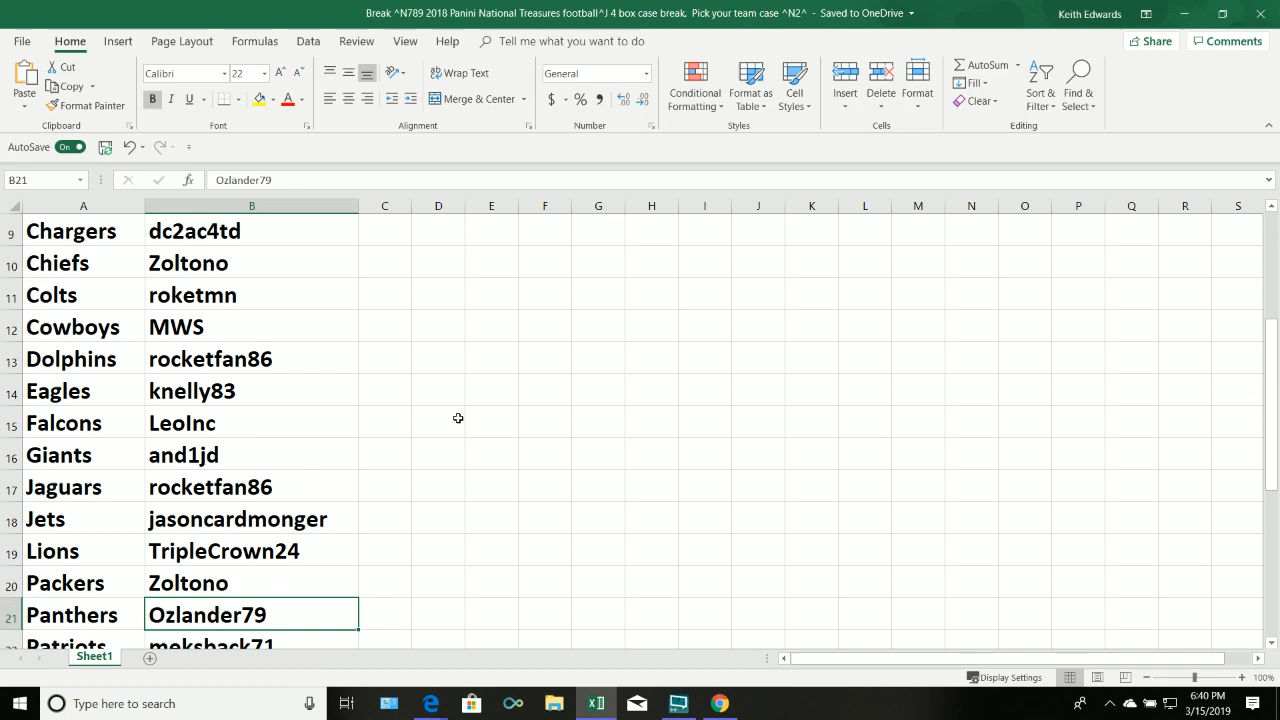 Break ^N789 2018 Panini National Treasures football^J 4 box case break. Pick your team case ^N2^ - Saved to OneDrive
Keith Edwards
File Home Insert Page Layout Formulas Data Review View Help Tell me what you want to do Share Comments
Cut
Copy
Format Painter
Paste
Calibri 22
Wrap Text
Merge & Center
General
Conditional Formatting
Format as Table
Cell Styles
Insert Delete Format
AutoSum
Fill
Clear
Sort & Filter
Find & Select
Clipboard Font Alignment Number Styles Cells Editing
AutoSave On
B21 fx Ozlander79
A B C D E F G H I J K L M N O P Q R S
9 Chargers dc2ac4td
10 Chiefs Zoltono
11 Colts roketmn
12 Cowboys MWS
13 Dolphins rocketfan86
14 Eagles knelly83
15 Falcons LeoInc
16 Giants and1jd
17 Jaguars rocketfan86
18 Jets jasoncardmonger
19 Lions TripleCrown24
20 Packers Zoltono
21 Panthers Ozlander79
22 Patriots meksback71
Sheet1
Display Settings 100%
Type here to search
6:40 PM
3/15/2019